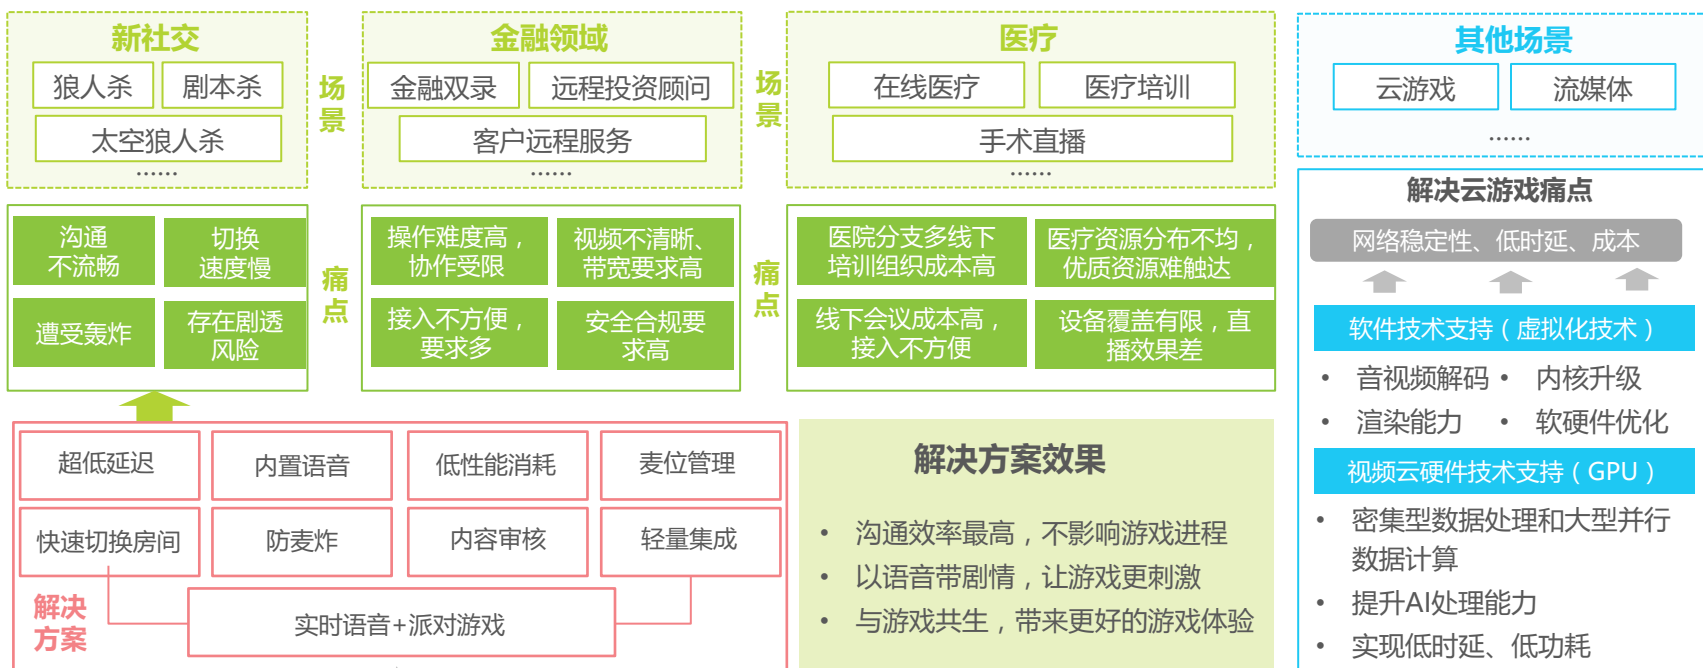 新社交
狼人杀
剧本杀
太空狼人杀
……
场
景
金融领域
金融双录
远程投资顾问
客户远程服务
……
场
景
医疗
在线医疗
医疗培训
手术直播
……
沟通
不流畅
切换
速度慢
遭受轰炸
存在剧透
风险
痛
点
操作难度高，
协作受限
视频不清晰、
带宽要求高
接入不方便，
要求多
安全合规要
求高
痛
点
医院分支多线下
培训组织成本高
医疗资源分布不均，
优质资源难触达
线下会议成本高，
接入不方便
设备覆盖有限，直
播效果差
超低延迟
内置语音
低性能消耗
麦位管理
快速切换房间
防麦炸
内容审核
轻量集成
解决
方案
实时语音+派对游戏
解决方案效果
• 沟通效率最高，不影响游戏进程
• 以语音带剧情，让游戏更刺激
• 与游戏共生，带来更好的游戏体验
其他场景
云游戏
流媒体
……
解决云游戏痛点
网络稳定性、低时延、成本
软件技术支持（虚拟化技术）
• 音视频解码
• 内核升级
• 渲染能力
• 软硬件优化
视频云硬件技术支持（GPU）
• 密集型数据处理和大型并行
数据计算
• 提升AI处理能力
• 实现低时延、低功耗